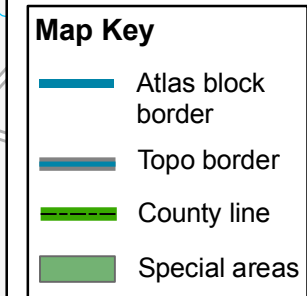 Map Key
Atlas block
border
Topo border
County line
Special areas